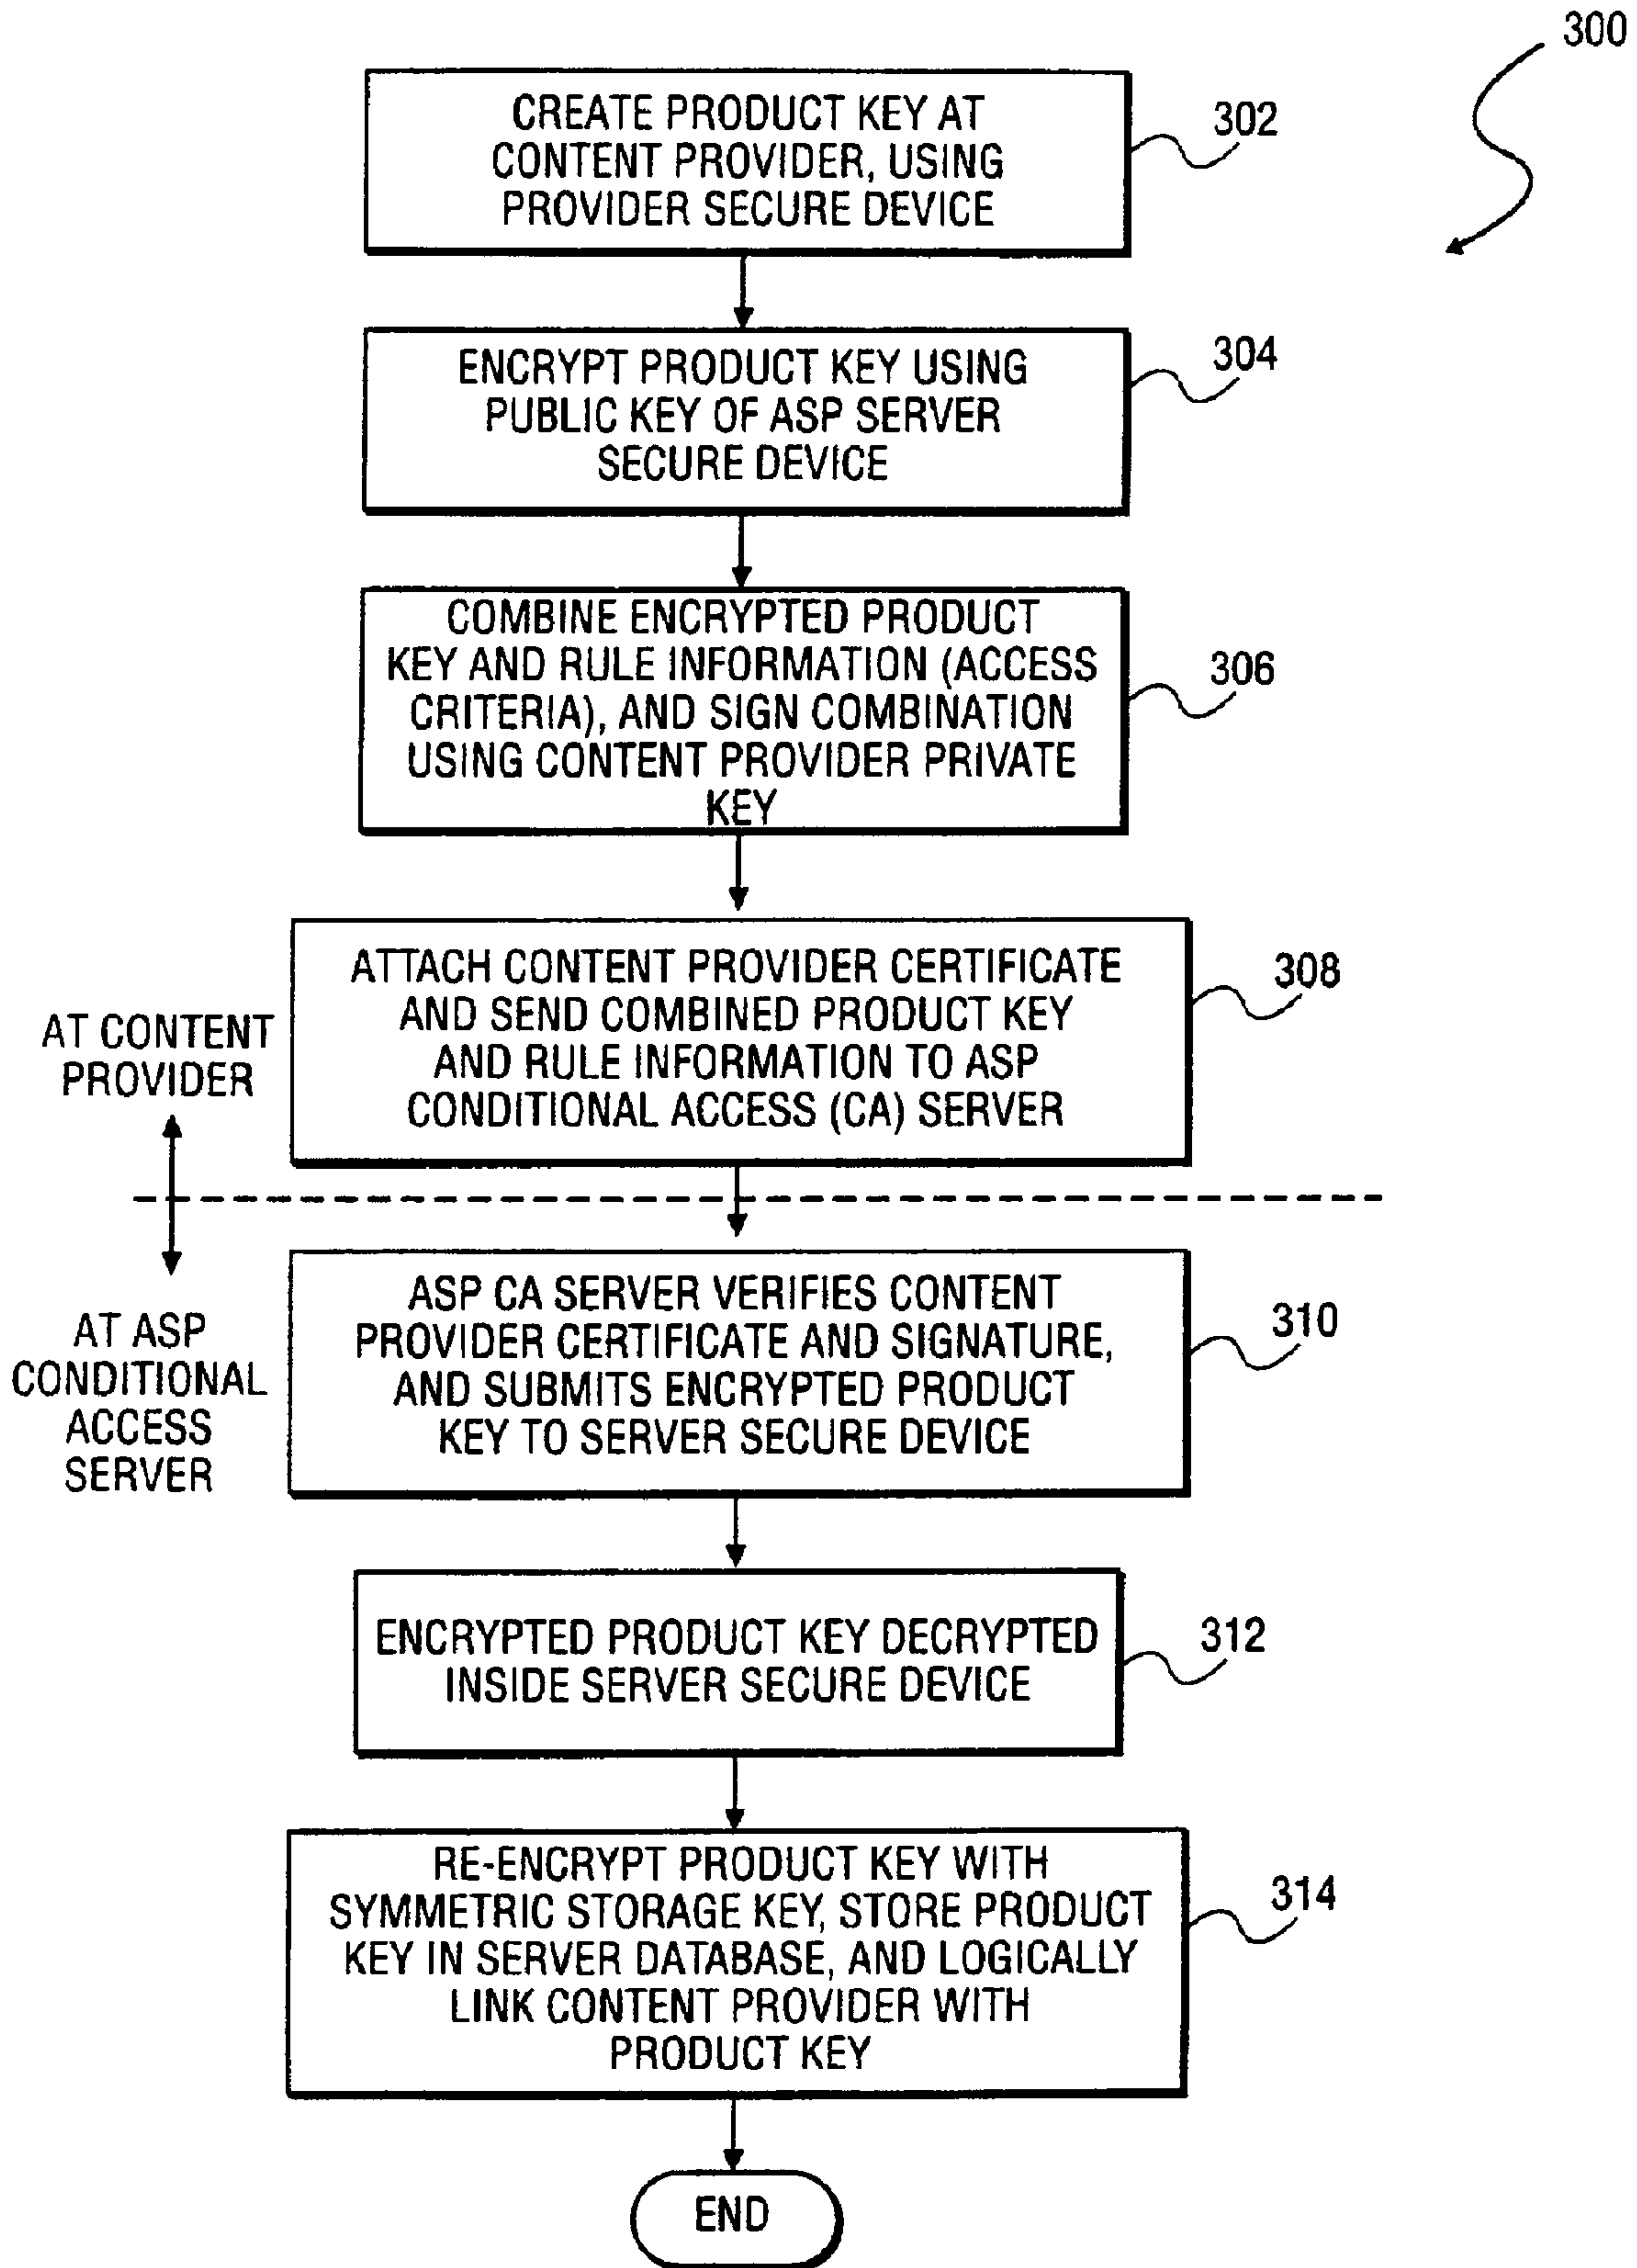 300
CREATE PRODUCT KEY AT
CONTENT PROVIDER, USING
PROVIDER SECURE DEVICE
302
ENCRYPT PRODUCT KEY USING
PUBLIC KEY OF ASP SERVER
SECURE DEVICE
304
COMBINE ENCRYPTED PRODUCT
KEY AND RULE INFORMATION (ACCESS
CRITERIA), AND SIGN COMBINATION
USING CONTENT PROVIDER PRIVATE
KEY
306
ATTACH CONTENT PROVIDER CERTIFICATE
AND SEND COMBINED PRODUCT KEY
AND RULE INFORMATION TO ASP
CONDITIONAL ACCESS (CA) SERVER
308
AT CONTENT
PROVIDER
AT ASP
CONDITIONAL
ACCESS
SERVER
ASP CA SERVER VERIFIES CONTENT
PROVIDER CERTIFICATE AND SIGNATURE,
AND SUBMITS ENCRYPTED PRODUCT
KEY TO SERVER SECURE DEVICE
310
ENCRYPTED PRODUCT KEY DECRYPTED
INSIDE SERVER SECURE DEVICE
312
RE-ENCRYPT PRODUCT KEY WITH
SYMMETRIC STORAGE KEY, STORE PRODUCT
KEY IN SERVER DATABASE, AND LOGICALLY
LINK CONTENT PROVIDER WITH
PRODUCT KEY
314
END